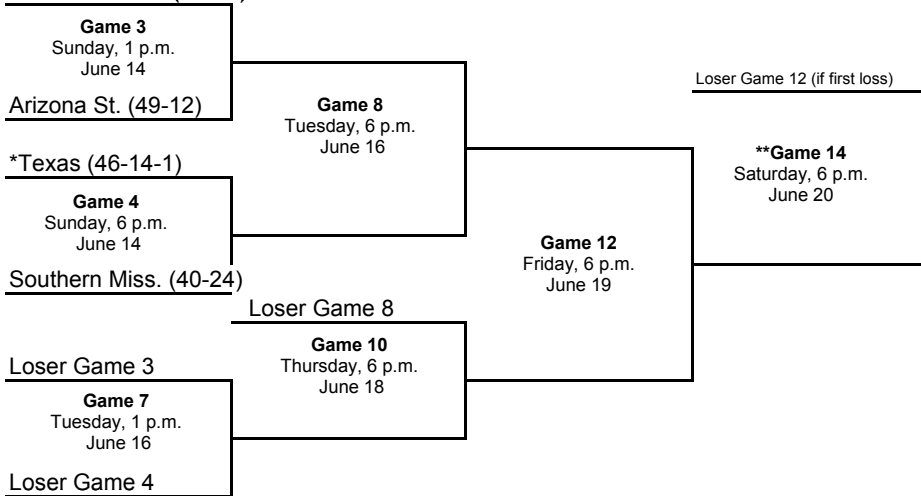 Game 3
Sunday, 1 p.m.
June 14
Arizona St. (49-12)
Game 8
Tuesday, 6 p.m.
June 16
Loser Game 12 (if first loss)
*Texas (46-14-1)
Game 4
Sunday, 6 p.m.
June 14
Southern Miss. (40-24)
**Game 14
Saturday, 6 p.m.
June 20
Game 12
Friday, 6 p.m.
June 19
Loser Game 8
Game 10
Thursday, 6 p.m.
June 18
Loser Game 3
Game 7
Tuesday, 1 p.m.
June 16
Loser Game 4